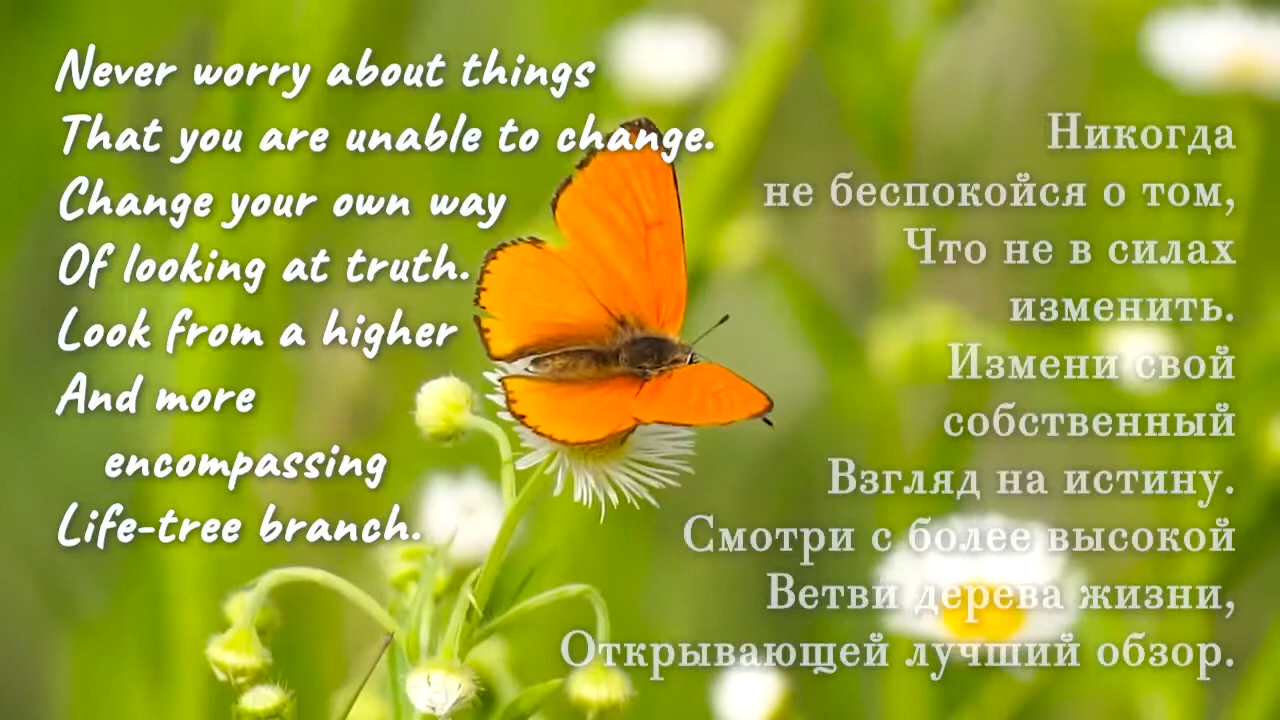 Never worry about things
That you are unable to change.
Change your own way
Of looking at truth.
Look from a higher
And more
encompassing
Life-tree branch.
Никогда
не беспокойся о том,
Что не в силах
изменить.
Измени свой
собственный
Взгляд на истину.
Смотри с более высокой
Ветви дерева жизни,
Открывающей лучший обзор.